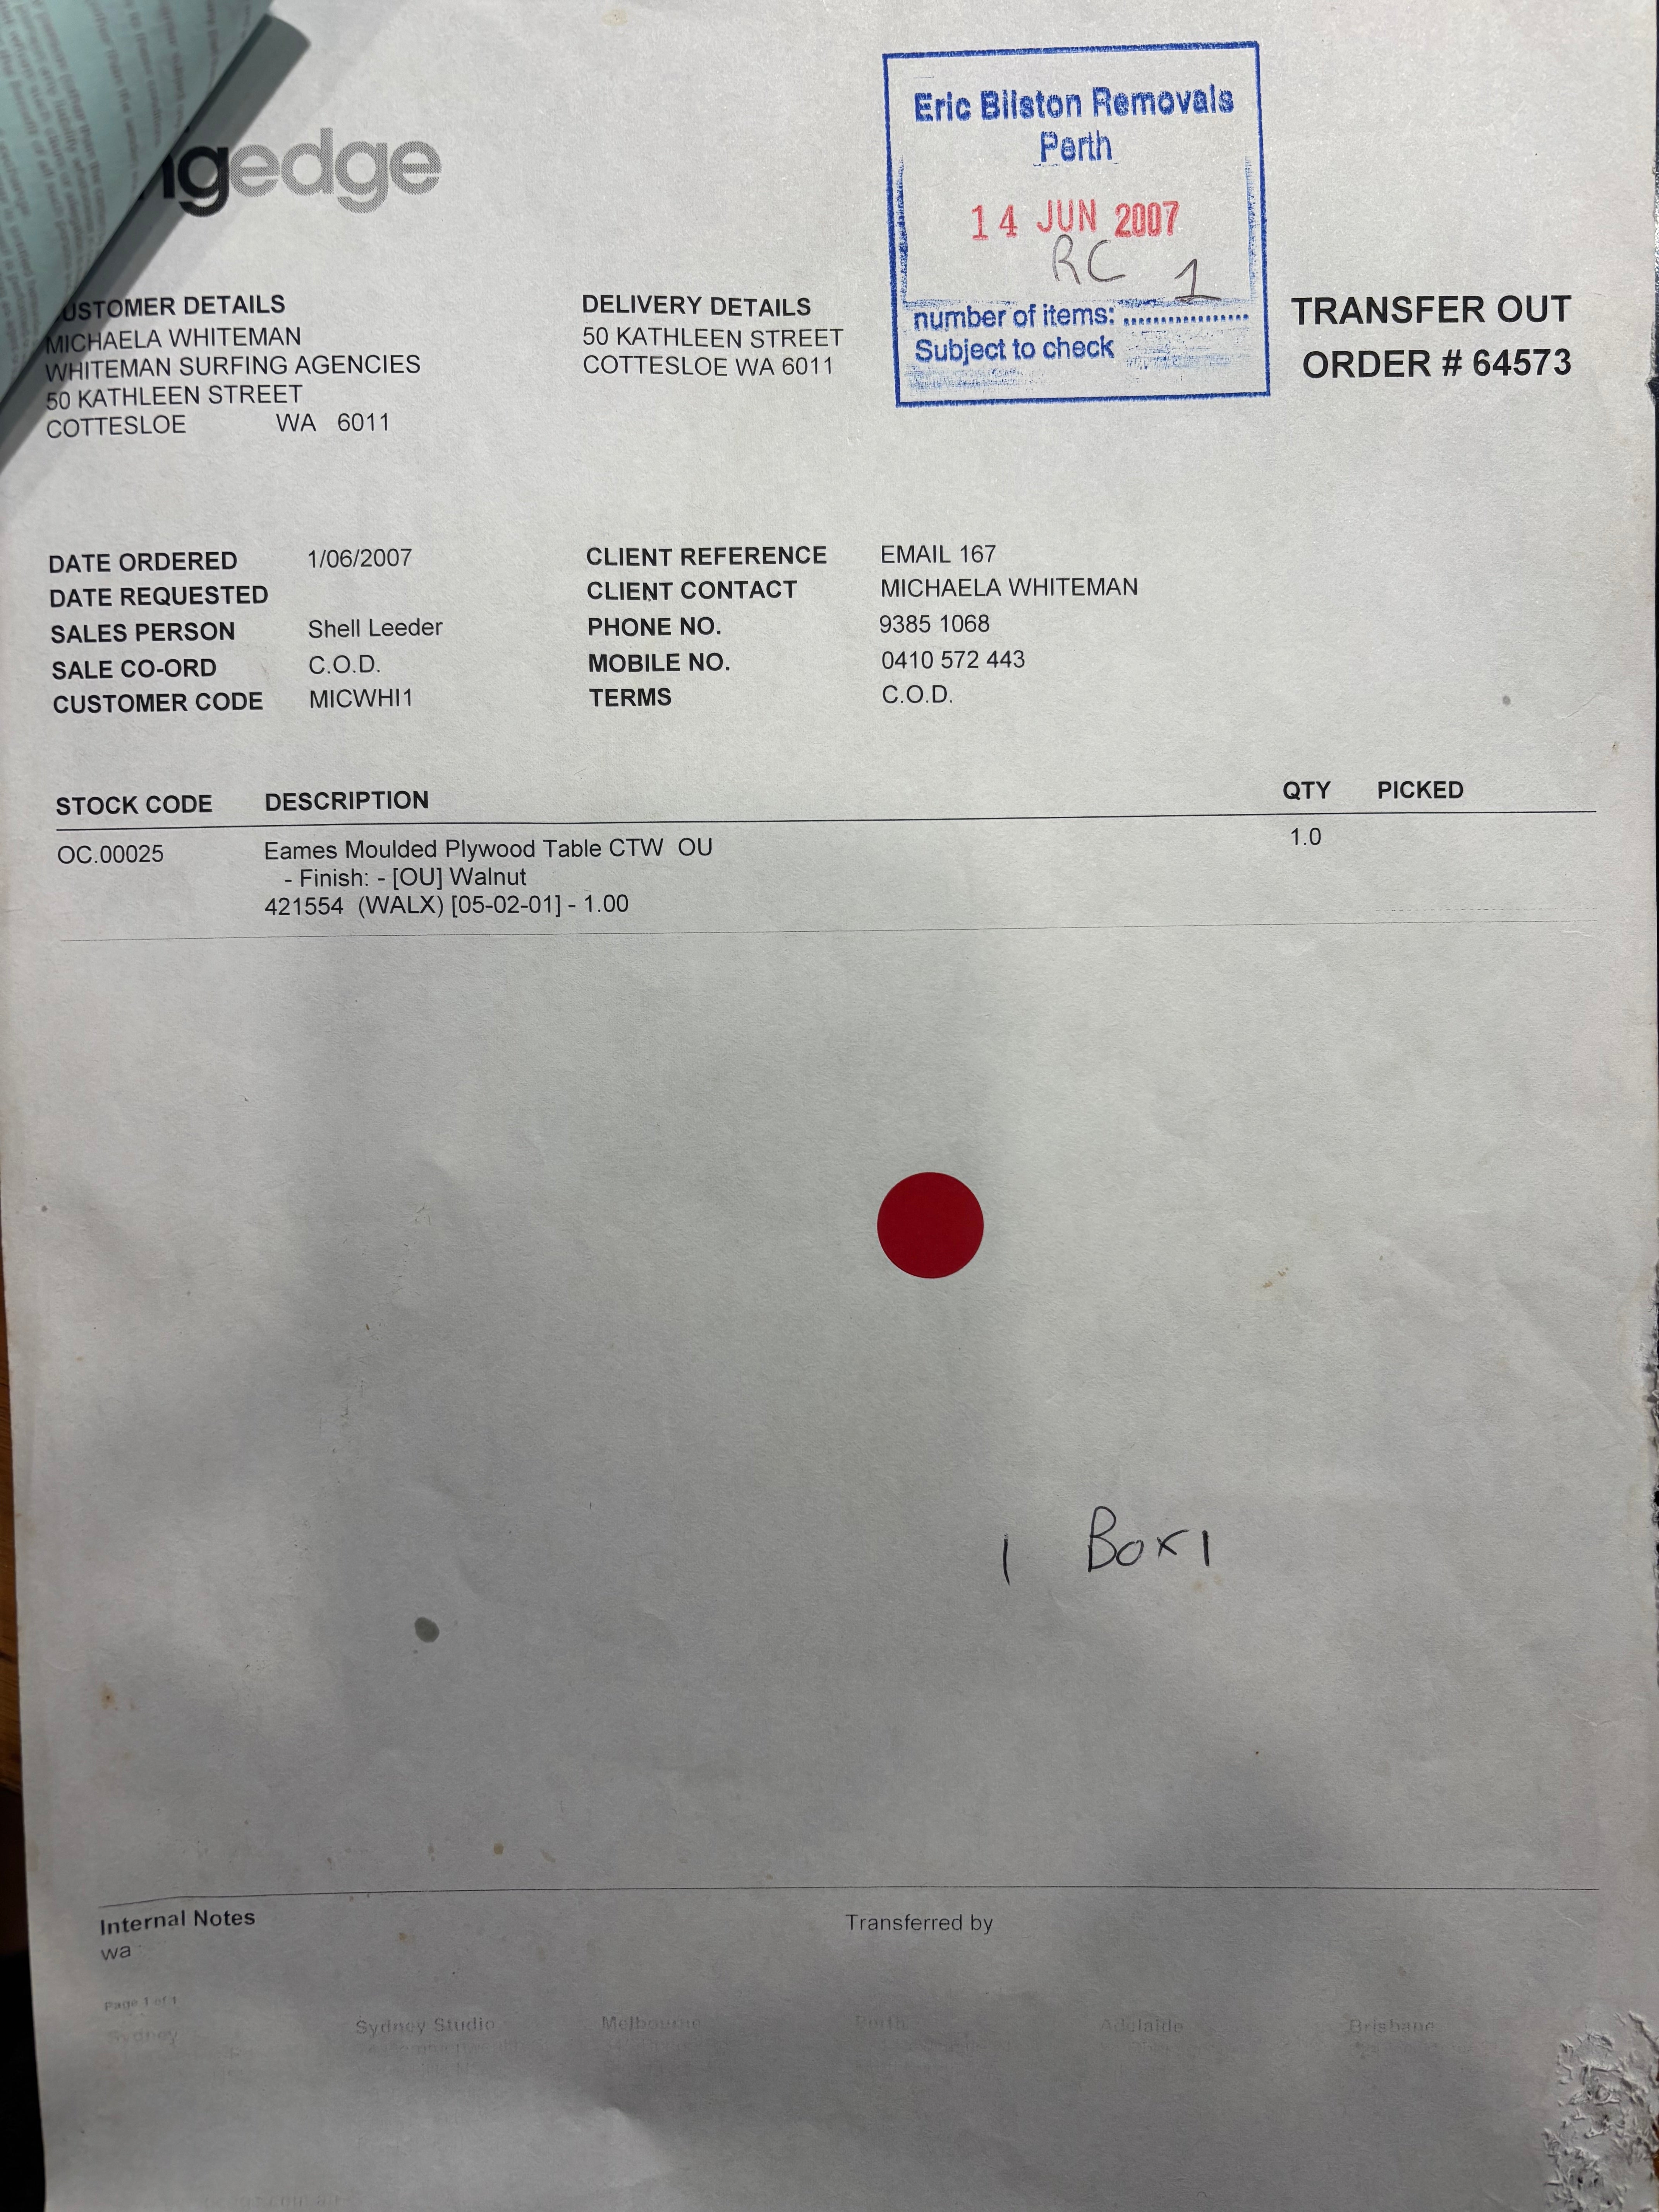 edge
Eric Bilston Removals
Perth
14 JUN 2007
RC 1
number of items: ................
Subject to check
CUSTOMER DETAILS
MICHAELA WHITEMAN
WHITEMAN SURFING AGENCIES
50 KATHLEEN STREET
COTTESLOE WA 6011
DELIVERY DETAILS
50 KATHLEEN STREET
COTTESLOE WA 6011
TRANSFER OUT
ORDER # 64573
DATE ORDERED 1/06/2007
DATE REQUESTED
SALES PERSON Shell Leeder
SALE CO-ORD C.O.D.
CUSTOMER CODE MICWHI1
CLIENT REFERENCE EMAIL 167
CLIENT CONTACT MICHAELA WHITEMAN
PHONE NO. 9385 1068
MOBILE NO. 0410 572 443
TERMS C.O.D.
STOCK CODE DESCRIPTION QTY PICKED
OC.00025 Eames Moulded Plywood Table CTW OU 1.0
- Finish: - [OU] Walnut
421554 (WALX) [05-02-01] - 1.00
1 Box 1
Internal Notes Transferred by
wa
Page 1 of 1
Sydney Sydney Studio Melbourne Perth Adelaide Brisbane